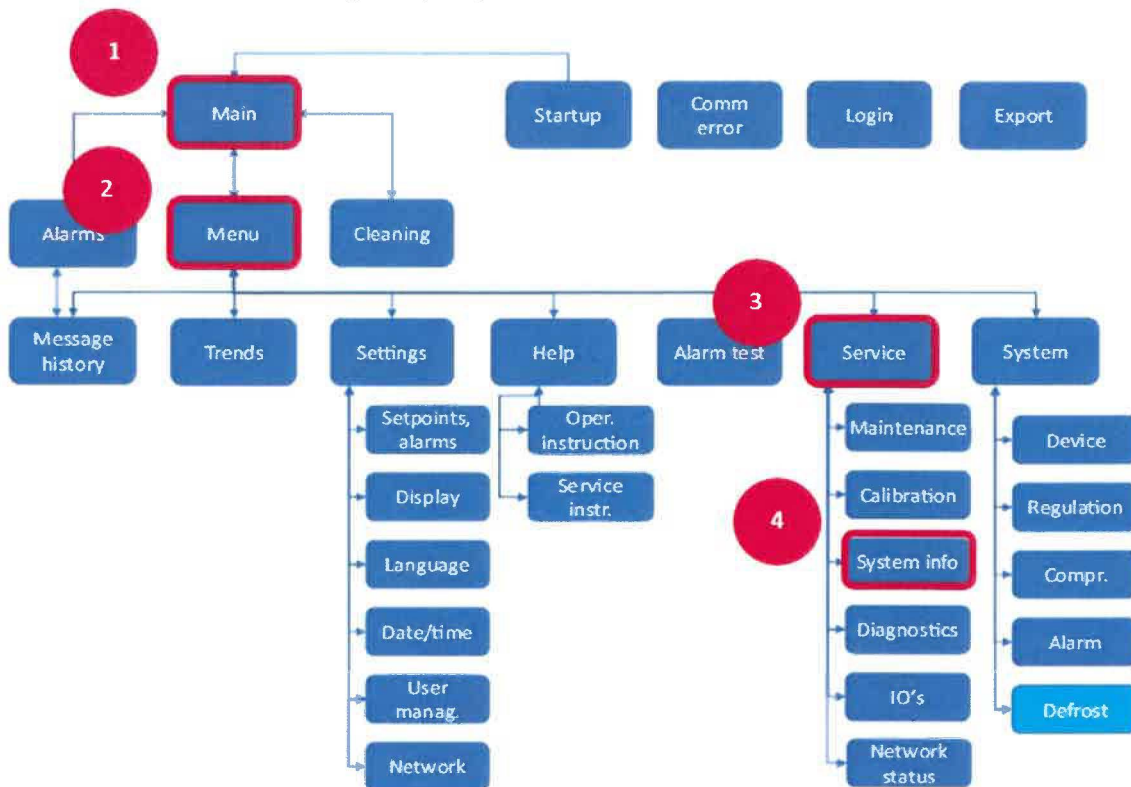 1
Main
Startup
Comm
error
Login
Export
2
Alarms
Menu
Cleaning
3
Message
history
Trends
Settings
Help
Alarm test
Service
System
Setpoints,
alarms
Display
Language
Date/time
User
manag.
Network
Oper.
instruction
Service
instr.
4
Maintenance
Calibration
System info
Diagnostics
IO's
Network
status
Device
Regulation
Compr.
Alarm
Defrost